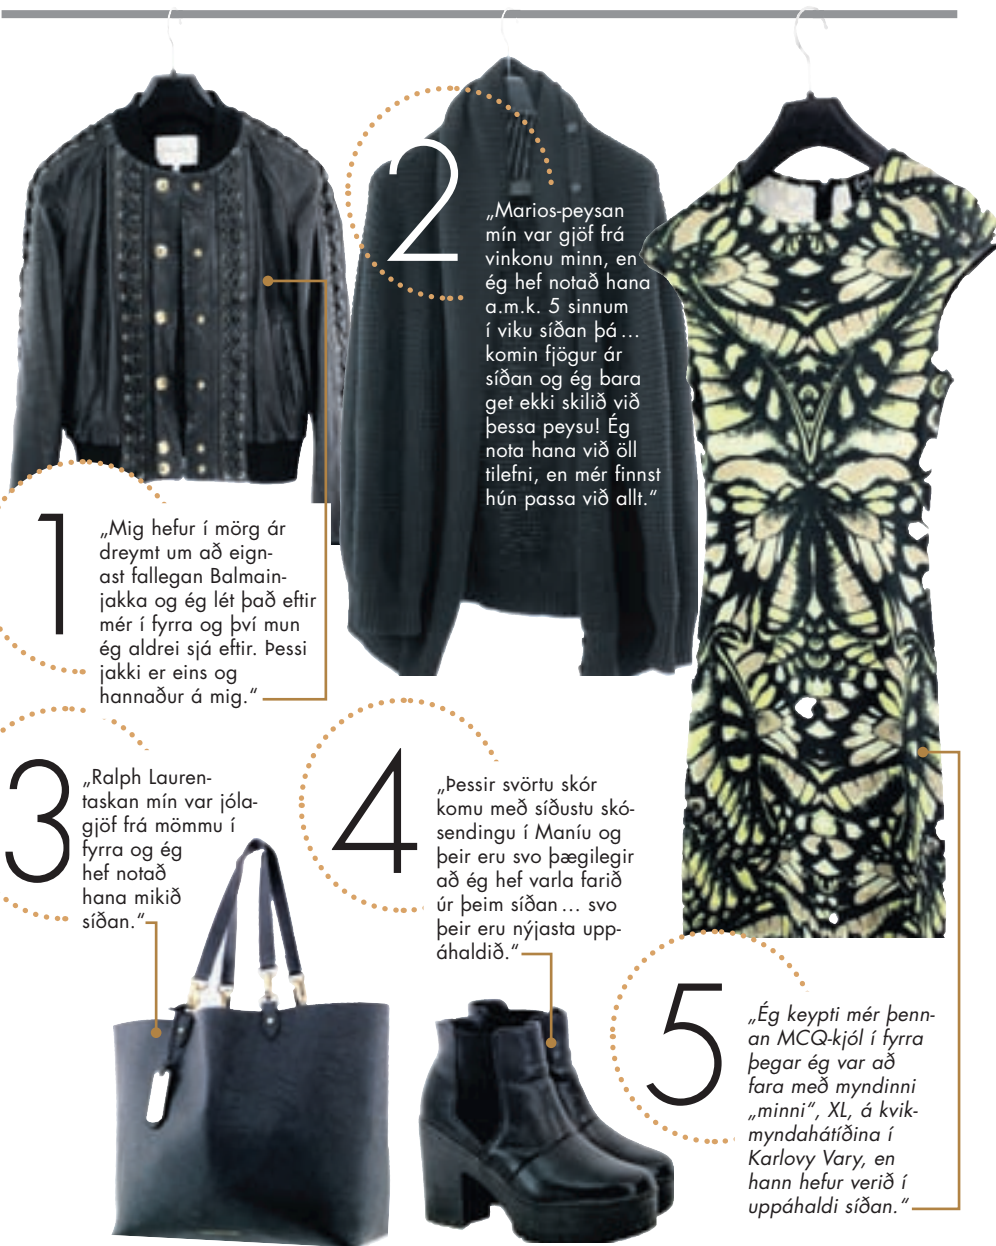 1
„Mig hefur í mörg ár
dreymt um að eign-
ast fallegan Balmain-
jakka og ég lét það eftir
mér í fyrra og því mun
ég aldrei sjá eftir. Þessi
jakki er eins og
hannaður á mig.“
2
„Marios-peysan
mín var gjöf frá
vinkonu minn, en
ég hef notað hana
a.m.k. 5 sinnum
í viku síðan þá ...
komin fjögur ár
síðan og ég bara
get ekki skilið við
þessa peysu! Ég
nota hana við öll
tilefni, en mér finnst
hún passa við allt.“
3
„Ralph Lauren-
taskan mín var jóla-
gjöf frá mömmu í
fyrra og ég
hef notað
hana mikið
síðan.“
4
„Þessir svörtu skór
komu með síðustu skó-
sendingu í Maníu og
þeir eru svo þægilegir
að ég hef varla farið
úr þeim síðan ... svo
þeir eru nýjasta upp-
áhaldið.“
5
„Ég keypti mér þenn-
an MCQ-kjól í fyrra
þegar ég var að
fara með myndinni
„minni“, XL, á kvik-
myndahátíðina í
Karlovy Vary, en
hann hefur verið í
uppáhaldi síðan.“